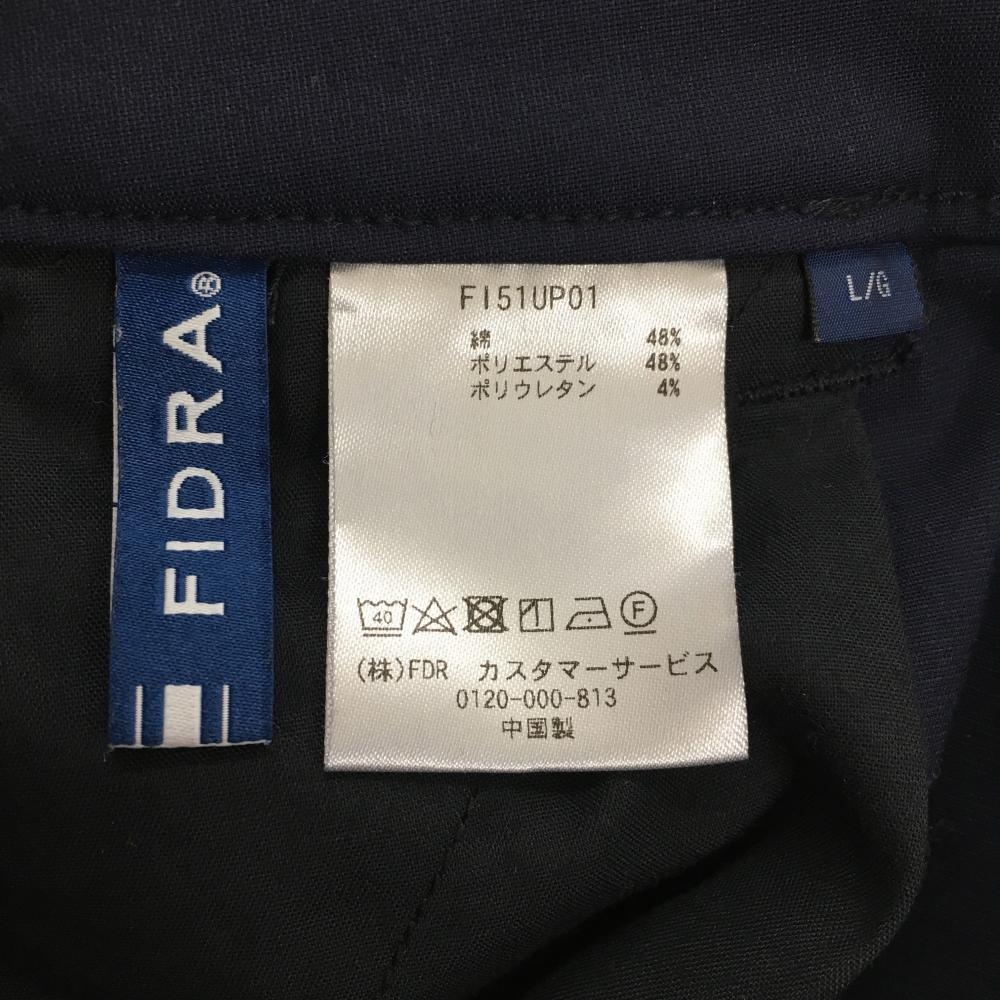 FIDRA®
FI51UP01
綿 48%
ポリエステル 48%
ポリウレタン 4%
40
F
(株)FDR カスタマーサービス
0120-000-813
中国製
L/G